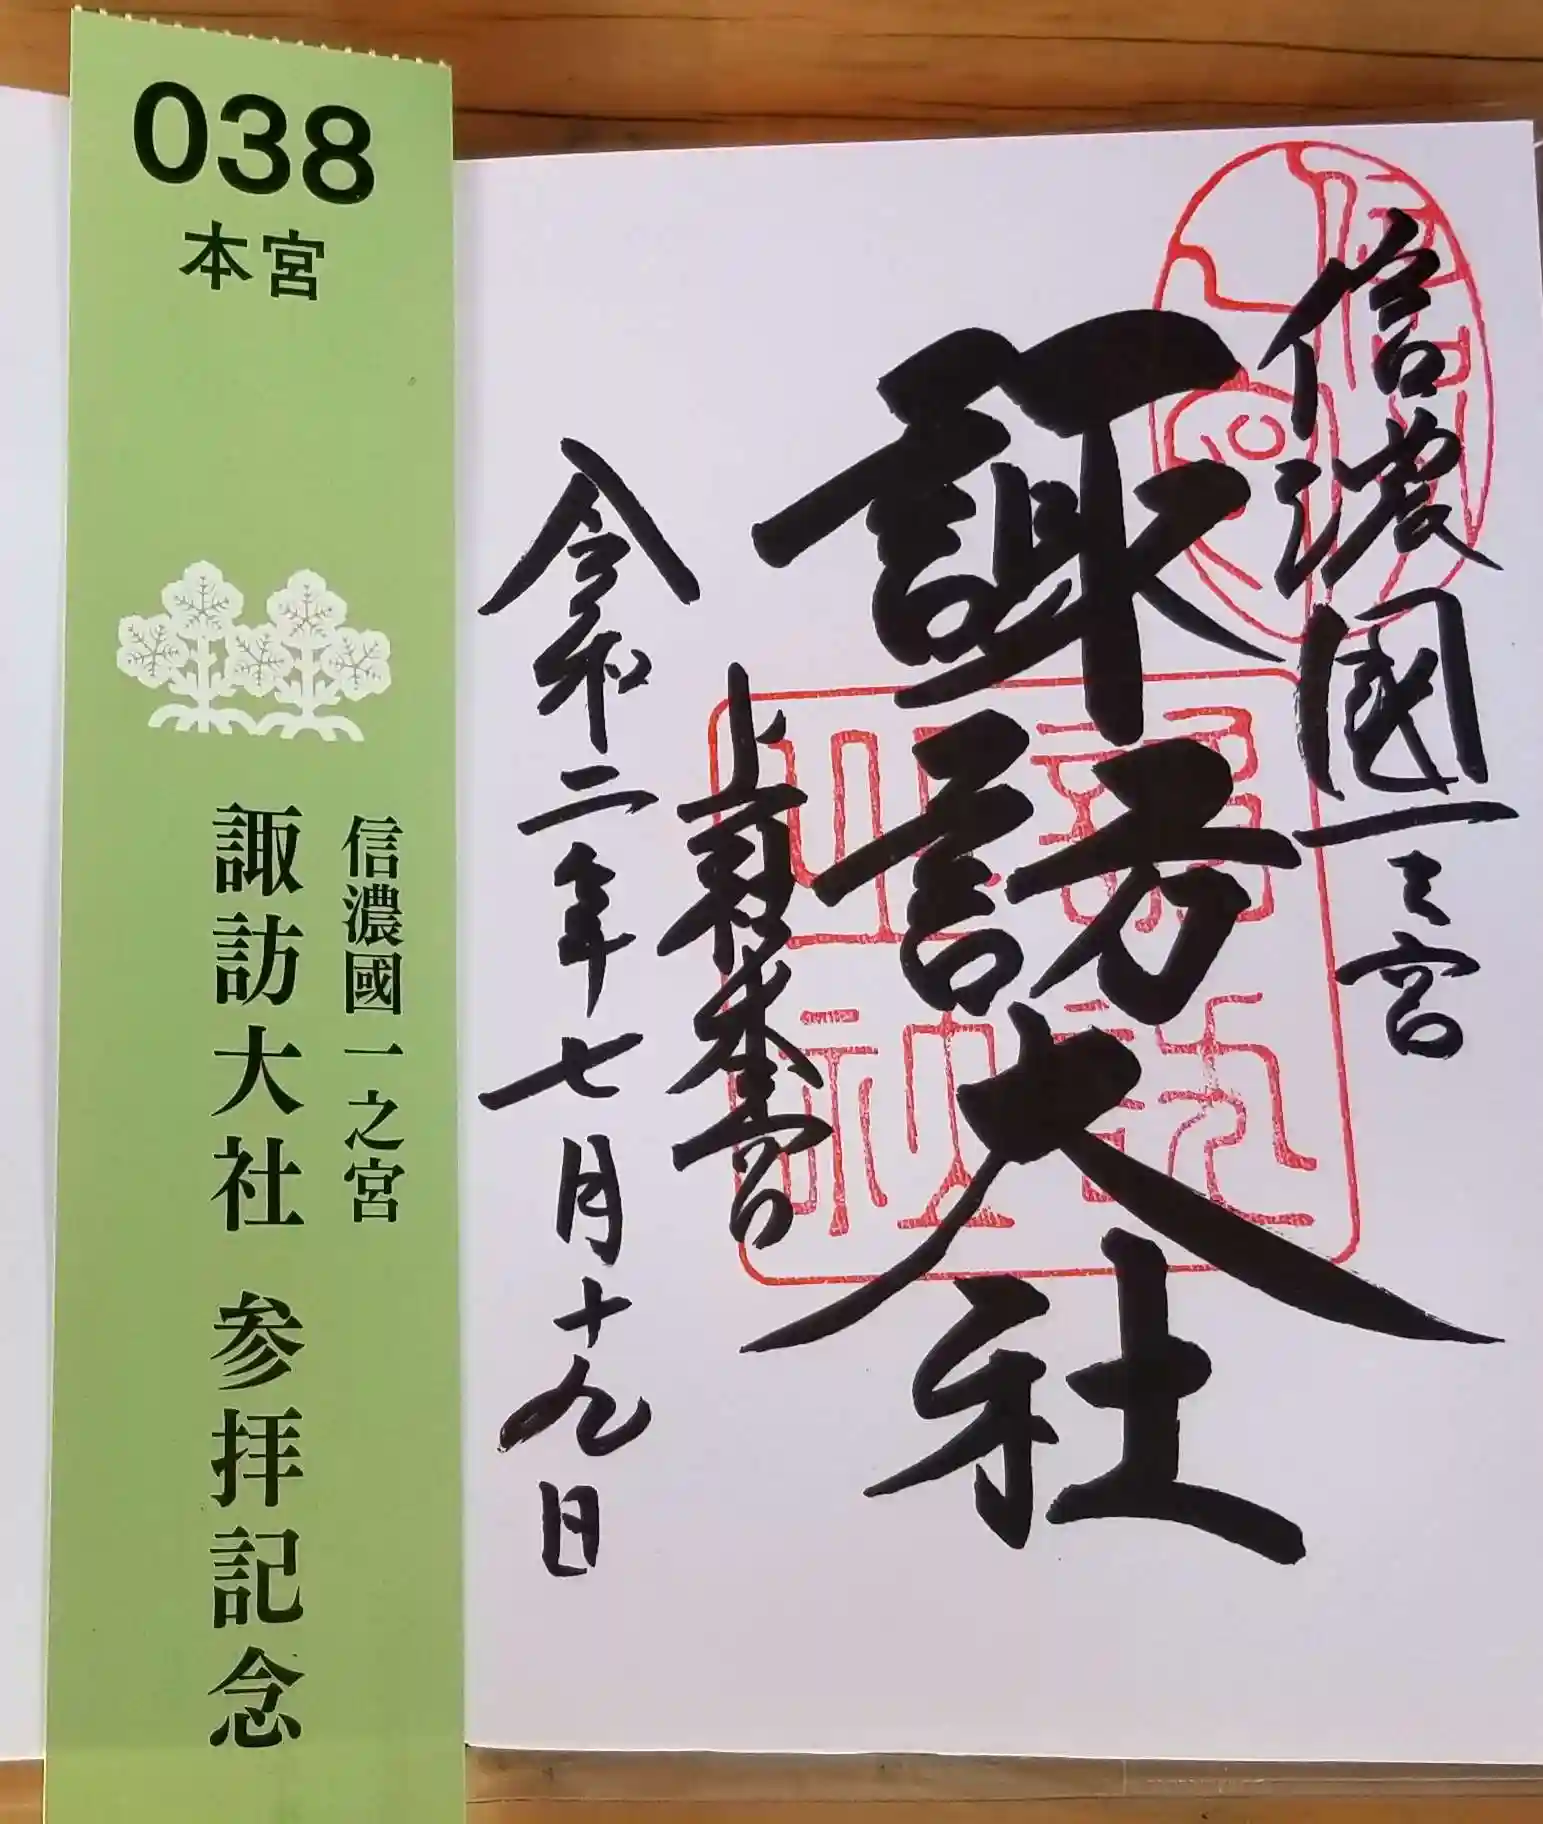 038
本宮
信濃國一之宮
諏訪大社 参拝記念
信濃國一之宮
諏訪大社
上社本宮
令和二年七月十九日